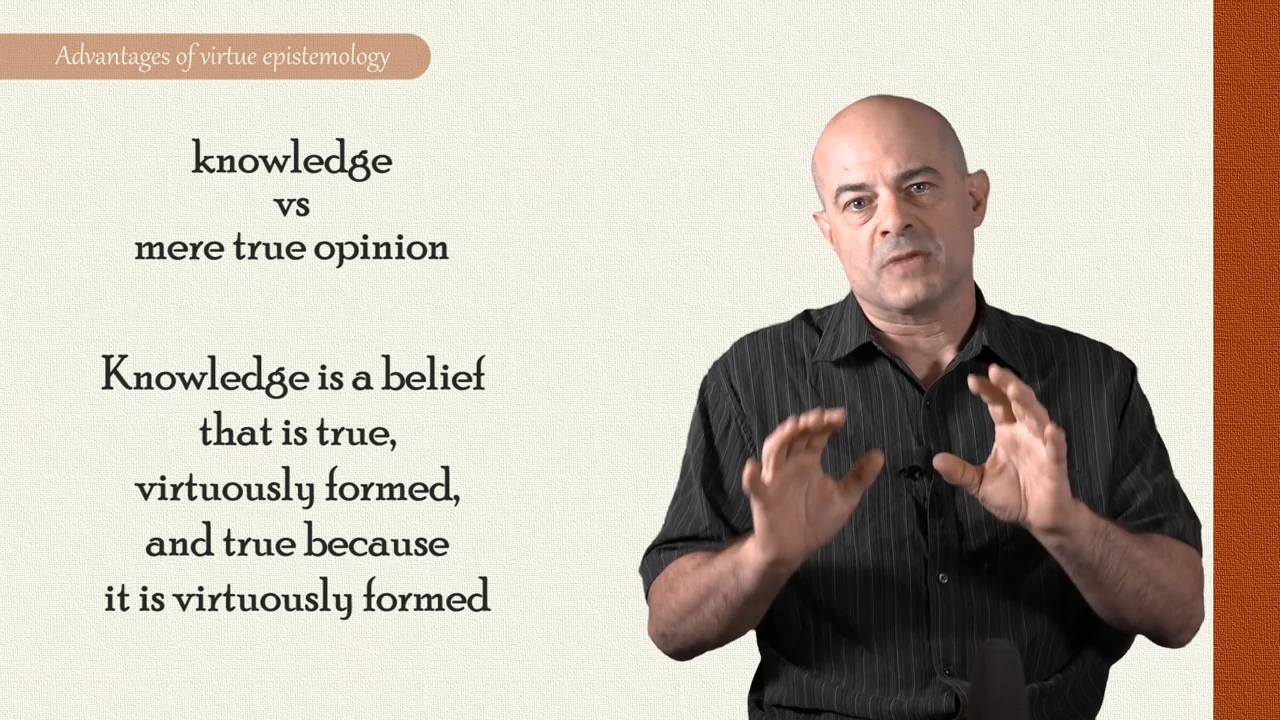 Advantages of virtue epistemology
knowledge
vs
mere true opinion
Knowledge is a belief
that is true,
virtuously formed,
and true because
it is virtuously formed